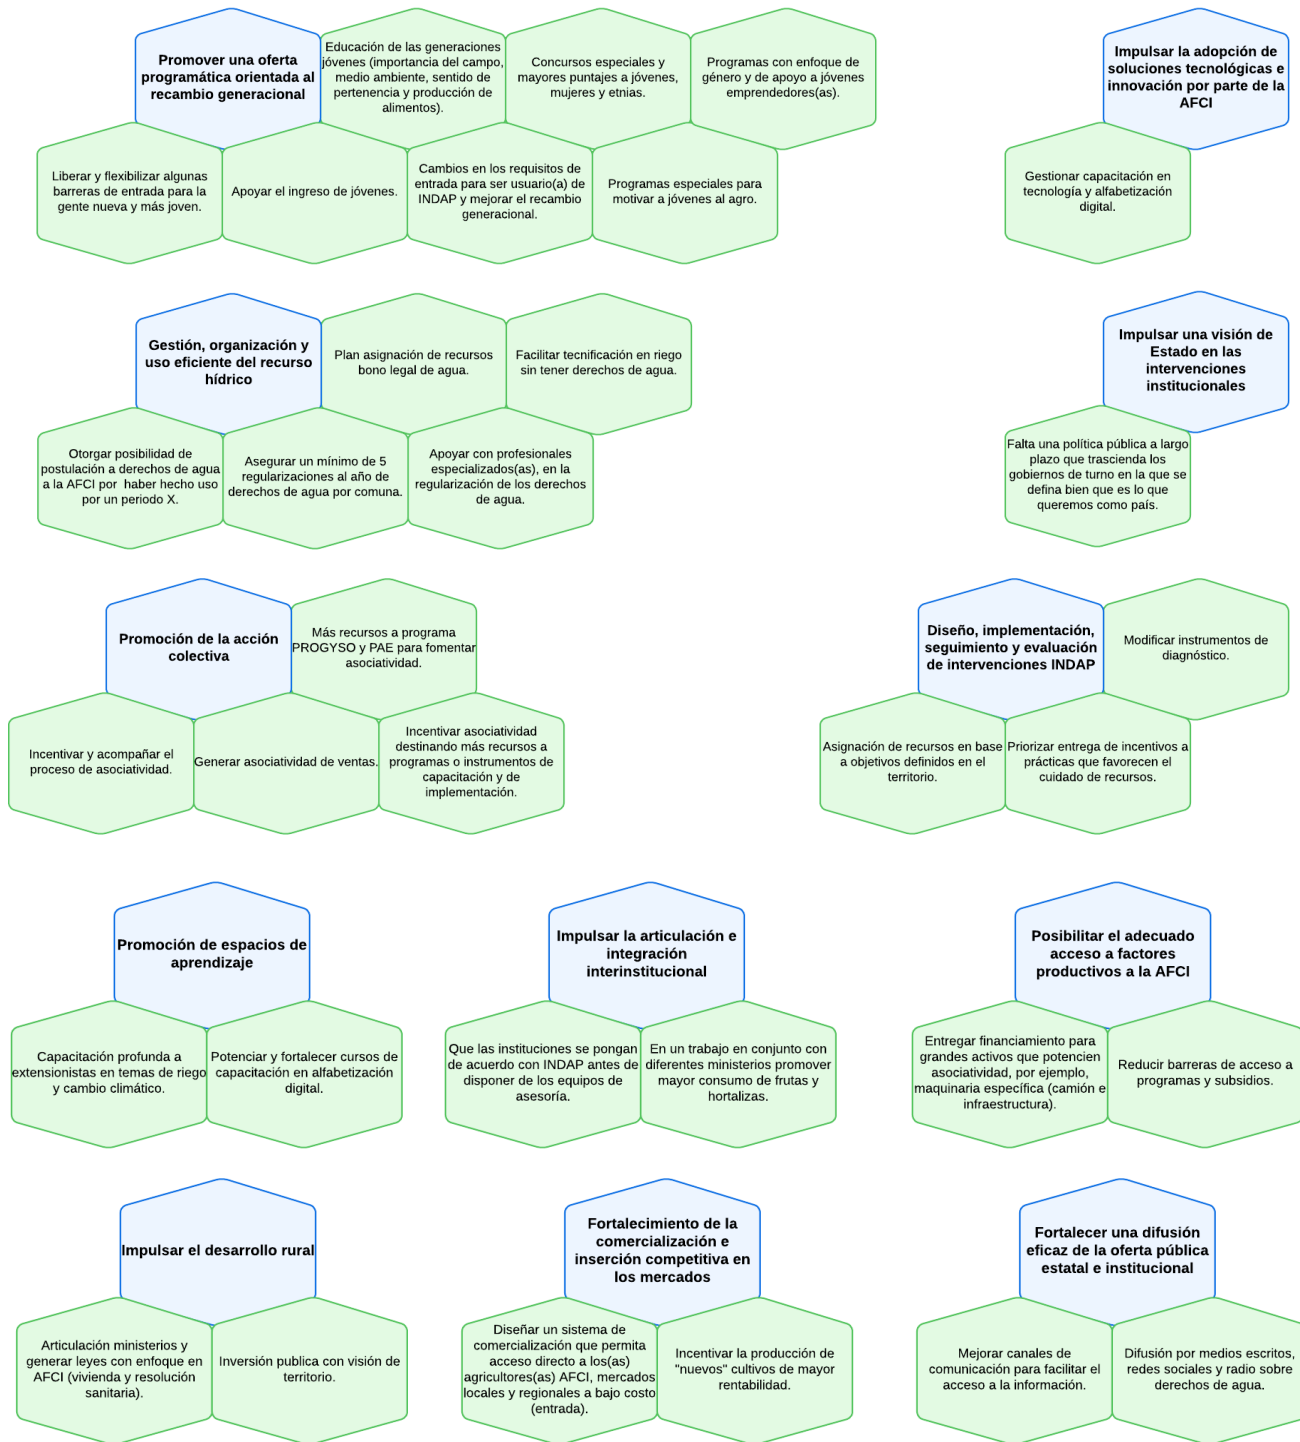 Promover una oferta
programática orientada al
recambio generacional
Educación de las generaciones
jóvenes (importancia del campo,
medio ambiente, sentido de
pertenencia y producción de
alimentos).
Concursos especiales y
mayores puntajes a jóvenes,
mujeres y etnias.
Programas con enfoque de
género y de apoyo a jóvenes
emprendedores(as).
Liberar y flexibilizar algunas
barreras de entrada para la
gente nueva y más joven.
Apoyar el ingreso de jóvenes.
Cambios en los requisitos de
entrada para ser usuario(a) de
INDAP y mejorar el recambio
generacional.
Programas especiales para
motivar a jóvenes al agro.
Impulsar la adopción de
soluciones tecnológicas e
innovación por parte de la
AFCI
Gestionar capacitación en
tecnología y alfabetización
digital.
Gestión, organización y
uso eficiente del recurso
hídrico
Plan asignación de recursos
bono legal de agua.
Facilitar tecnificación en riego
sin tener derechos de agua.
Otorgar posibilidad de
postulación a derechos de agua
a la AFCI por haber hecho uso
por un periodo X.
Asegurar un mínimo de 5
regularizaciones al año de
derechos de agua por comuna.
Apoyar con profesionales
especializados(as), en la
regularización de los derechos
de agua.
Impulsar una visión de
Estado en las
intervenciones
institucionales
Falta una política pública a largo
plazo que trascienda los
gobiernos de turno en la que se
defina bien que es lo que
queremos como país.
Promoción de la acción
colectiva
Más recursos a programa
PROGYSO y PAE para fomentar
asociatividad.
Incentivar y acompañar el
proceso de asociatividad.
Generar asociatividad de ventas.
Incentivar asociatividad
destinando más recursos a
programas o instrumentos de
capacitación y de
implementación.
Diseño, implementación,
seguimiento y evaluación
de intervenciones INDAP
Modificar instrumentos de
diagnóstico.
Asignación de recursos en base
a objetivos definidos en el
territorio.
Priorizar entrega de incentivos a
prácticas que favorecen el
cuidado de recursos.
Promoción de espacios de
aprendizaje
Capacitación profunda a
extensionistas en temas de riego
y cambio climático.
Potenciar y fortalecer cursos de
capacitación en alfabetización
digital.
Impulsar la articulación e
integración
interinstitucional
Que las instituciones se pongan
de acuerdo con INDAP antes de
disponer de los equipos de
asesoría.
En un trabajo en conjunto con
diferentes ministerios promover
mayor consumo de frutas y
hortalizas.
Posibilitar el adecuado
acceso a factores
productivos a la AFCI
Entregar financiamiento para
grandes activos que potencien
asociatividad, por ejemplo,
maquinaria específica (camión e
infraestructura).
Reducir barreras de acceso a
programas y subsidios.
Impulsar el desarrollo rural
Articulación ministerios y
generar leyes con enfoque en
AFCI (vivienda y resolución
sanitaria).
Inversión publica con visión de
territorio.
Fortalecimiento de la
comercialización e
inserción competitiva en
los mercados
Diseñar un sistema de
comercialización que permita
acceso directo a los(as)
agricultores(as) AFCI, mercados
locales y regionales a bajo costo
(entrada).
Incentivar la producción de
"nuevos" cultivos de mayor
rentabilidad.
Fortalecer una difusión
eficaz de la oferta pública
estatal e institucional
Mejorar canales de
comunicación para facilitar el
acceso a la información.
Difusión por medios escritos,
redes sociales y radio sobre
derechos de agua.